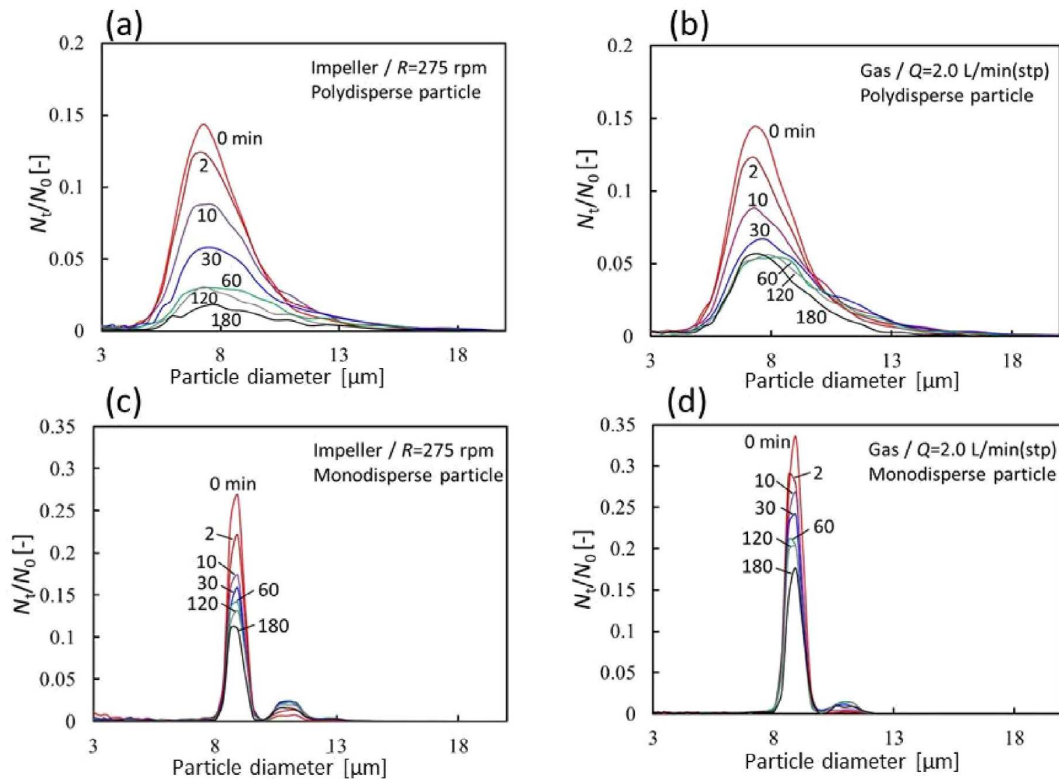 (a)
0.2
0.15
0.1
0.05
0
Nt/N0 [-]
Impeller / R=275 rpm
Polydisperse particle
0 min
2
10
30
60
120
180
3
8
13
18
Particle diameter [µm]
(b)
0.2
0.15
0.1
0.05
0
Nt/N0 [-]
Gas / Q=2.0 L/min(stp)
Polydisperse particle
0 min
2
10
30
60
120
180
3
8
13
18
Particle diameter [µm]
(c)
0.35
0.3
0.25
0.2
0.15
0.1
0.05
0
Nt/N0 [-]
Impeller / R=275 rpm
Monodisperse particle
0 min
2
10
30
60
120
180
3
8
13
18
Particle diameter [µm]
(d)
0.35
0.3
0.25
0.2
0.15
0.1
0.05
0
Nt/N0 [-]
Gas / Q=2.0 L/min(stp)
Monodisperse particle
0 min
2
10
30
60
120
180
3
8
13
18
Particle diameter [µm]